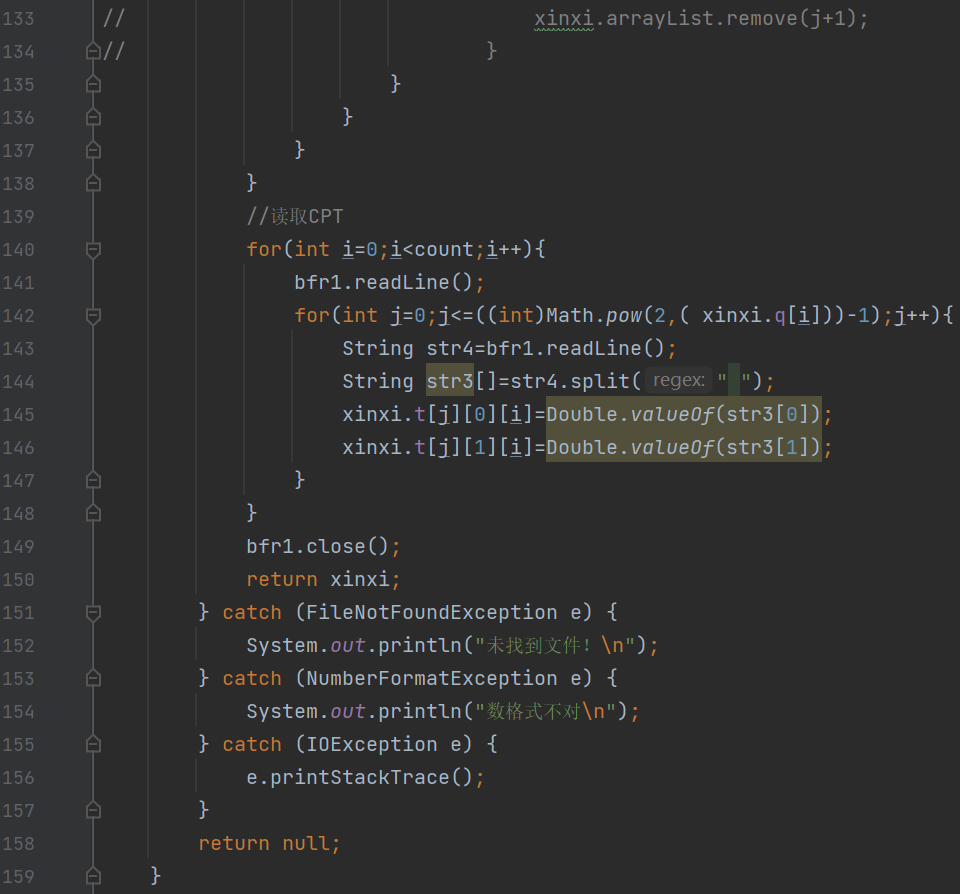 133 //                                  xinxi.arrayList.remove(j+1);
134 //                              }
135                         }
136                     }
137                 }
138             }
139             //读取CPT
140             for(int i=0;i<count;i++){
141                 bfr1.readLine();
142                 for(int j=0;j<=((int)Math.pow(2,( xinxi.q[i]))-1);j++){
143                     String str4=bfr1.readLine();
144                     String str3[]=str4.split( regex: " ");
145                     xinxi.t[j][0][i]=Double.valueOf(str3[0]);
146                     xinxi.t[j][1][i]=Double.valueOf(str3[1]);
147                 }
148             }
149             bfr1.close();
150             return xinxi;
151         } catch (FileNotFoundException e) {
152             System.out.println("未找到文件！\n");
153         } catch (NumberFormatException e) {
154             System.out.println("数格式不对\n");
155         } catch (IOException e) {
156             e.printStackTrace();
157         }
158         return null;
159     }